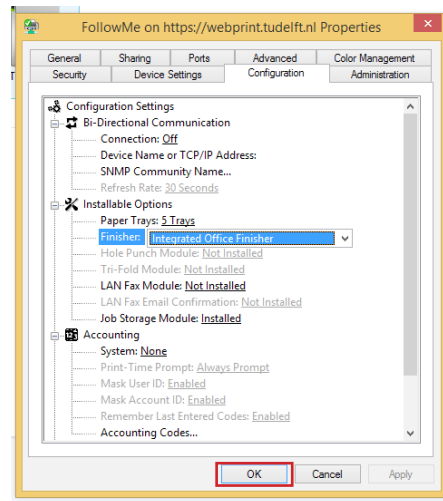 FollowMe on https://webprint.tudelft.nl Properties
General Sharing Ports Advanced Color Management
Security Device Settings Configuration Administration
Configuration Settings
Bi-Directional Communication
Connection: Off
Device Name or TCP/IP Address:
SNMP Community Name...
Refresh Rate: 30 Seconds
Installable Options
Paper Trays: 5 Trays
Finisher: Integrated Office Finisher
Hole Punch Module: Not Installed
Tri-Fold Module: Not Installed
LAN Fax Module: Not Installed
LAN Fax Email Confirmation: Not Installed
Job Storage Module: Installed
Accounting
System: None
Print-Time Prompt: Always Prompt
Mask User ID: Enabled
Mask Account ID: Enabled
Remember Last Entered Codes: Enabled
Accounting Codes...
OK Cancel Apply